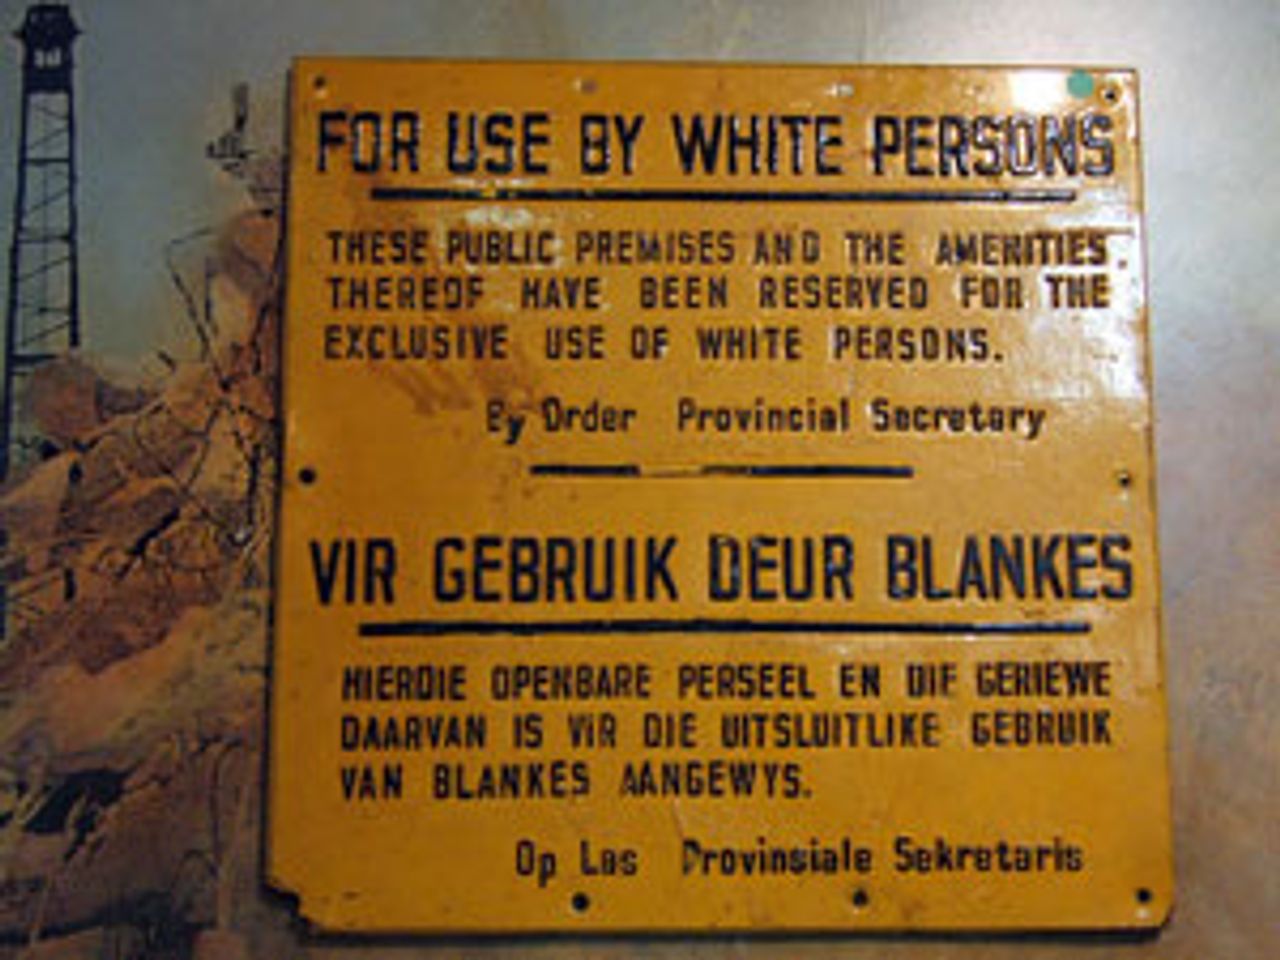 FOR USE BY WHITE PERSONS
THESE PUBLIC PREMISES AND THE AMENITIES
THEREOF HAVE BEEN RESERVED FOR THE
EXCLUSIVE USE OF WHITE PERSONS.
By Order Provincial Secretary
VIR GEBRUIK DEUR BLANKES
HIERDIE OPENBARE PERSEEL EN DIE GERIEWE
DAARVAN IS VIR DIE UITSLUITLIKE GEBRUIK
VAN BLANKES AANGEWYS.
Op Las Provinsiale Sekretaris